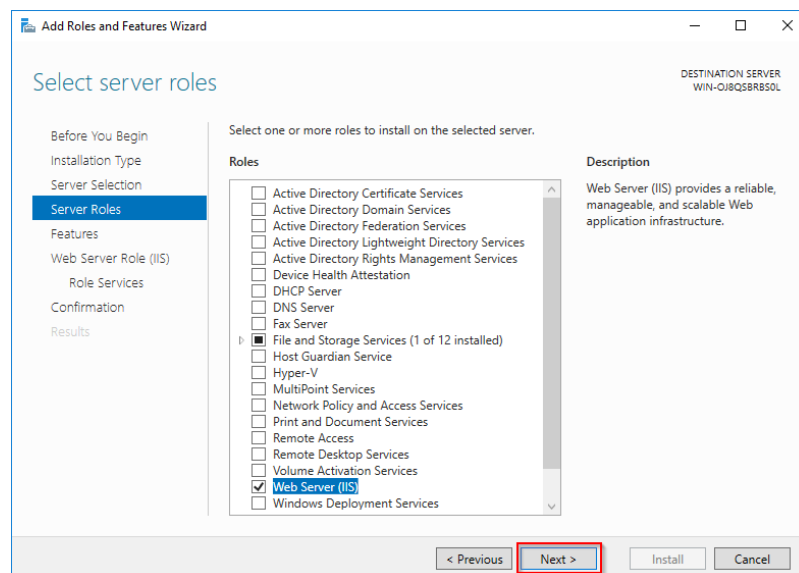 Add Roles and Features Wizard
Select server roles
DESTINATION SERVER
WIN-OJ8QSBRBS0L
Before You Begin
Installation Type
Server Selection
Server Roles
Features
Web Server Role (IIS)
Role Services
Confirmation
Results
Select one or more roles to install on the selected server.
Roles
Active Directory Certificate Services
Active Directory Domain Services
Active Directory Federation Services
Active Directory Lightweight Directory Services
Active Directory Rights Management Services
Device Health Attestation
DHCP Server
DNS Server
Fax Server
File and Storage Services (1 of 12 installed)
Host Guardian Service
Hyper-V
MultiPoint Services
Network Policy and Access Services
Print and Document Services
Remote Access
Remote Desktop Services
Volume Activation Services
Web Server (IIS)
Windows Deployment Services
Description
Web Server (IIS) provides a reliable,
manageable, and scalable Web
application infrastructure.
< Previous
Next >
Install
Cancel